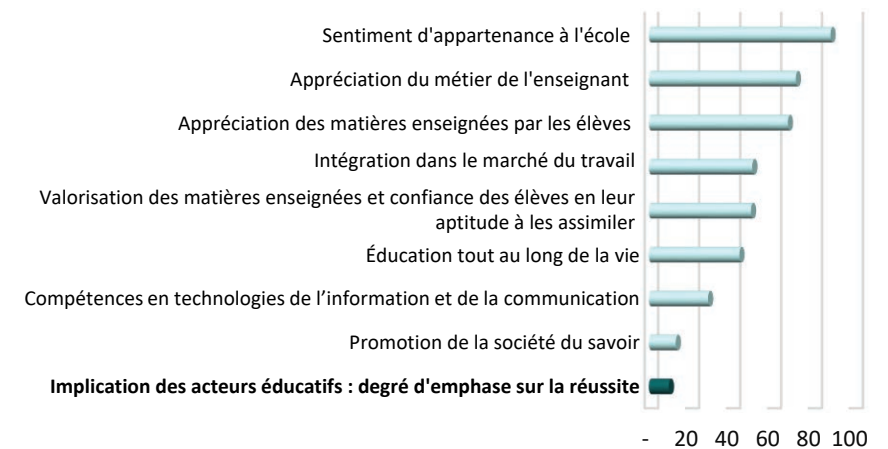 Sentiment d'appartenance à l'école
Appréciation du métier de l'enseignant
Appréciation des matières enseignées par les élèves
Intégration dans le marché du travail
Valorisation des matières enseignées et confiance des élèves en leur
aptitude à les assimiler
Éducation tout au long de la vie
Compétences en technologies de l’information et de la communication
Promotion de la société du savoir
Implication des acteurs éducatifs : degré d'emphase sur la réussite
- 20 40 60 80 100